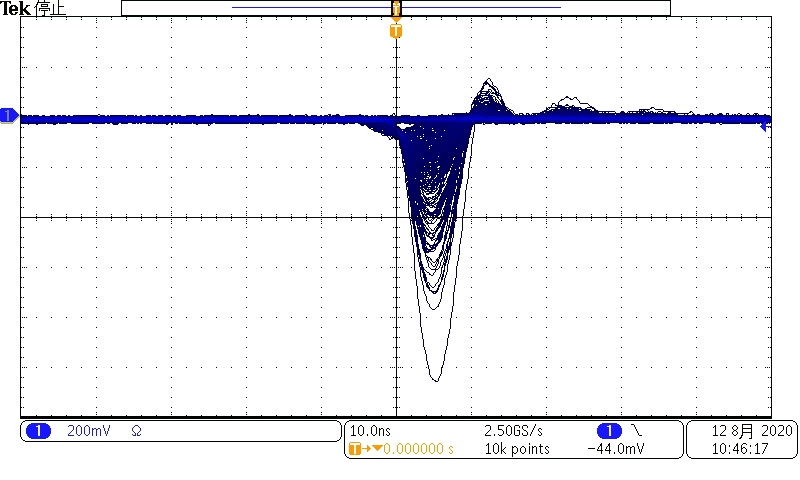 Tek 停止
T
T
1
1 200mV Ω
10.0ns 2.50GS/s 1
T→▼0.000000 s 10k points −44.0mV
12 8月 2020
10:46:17